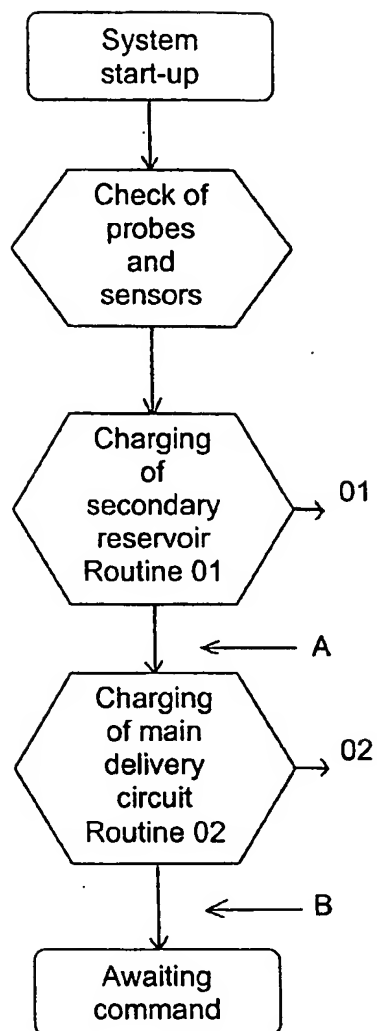 System
start-up
Check of
probes
and
sensors
Charging
of
secondary
reservoir
Routine 01
01
A
Charging
of main
delivery
circuit
Routine 02
02
B
Awaiting
command